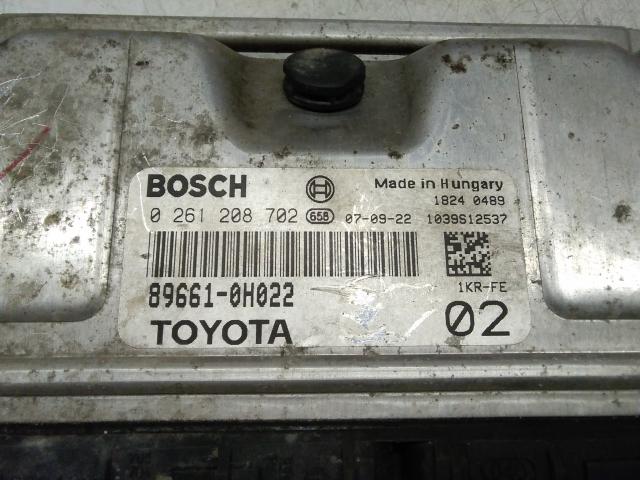 BOSCH
Made in Hungary
1824 0489
0 261 208 702 65B 07-09-22 1039S12537
89661-0H022
1KR-FE
TOYOTA
02